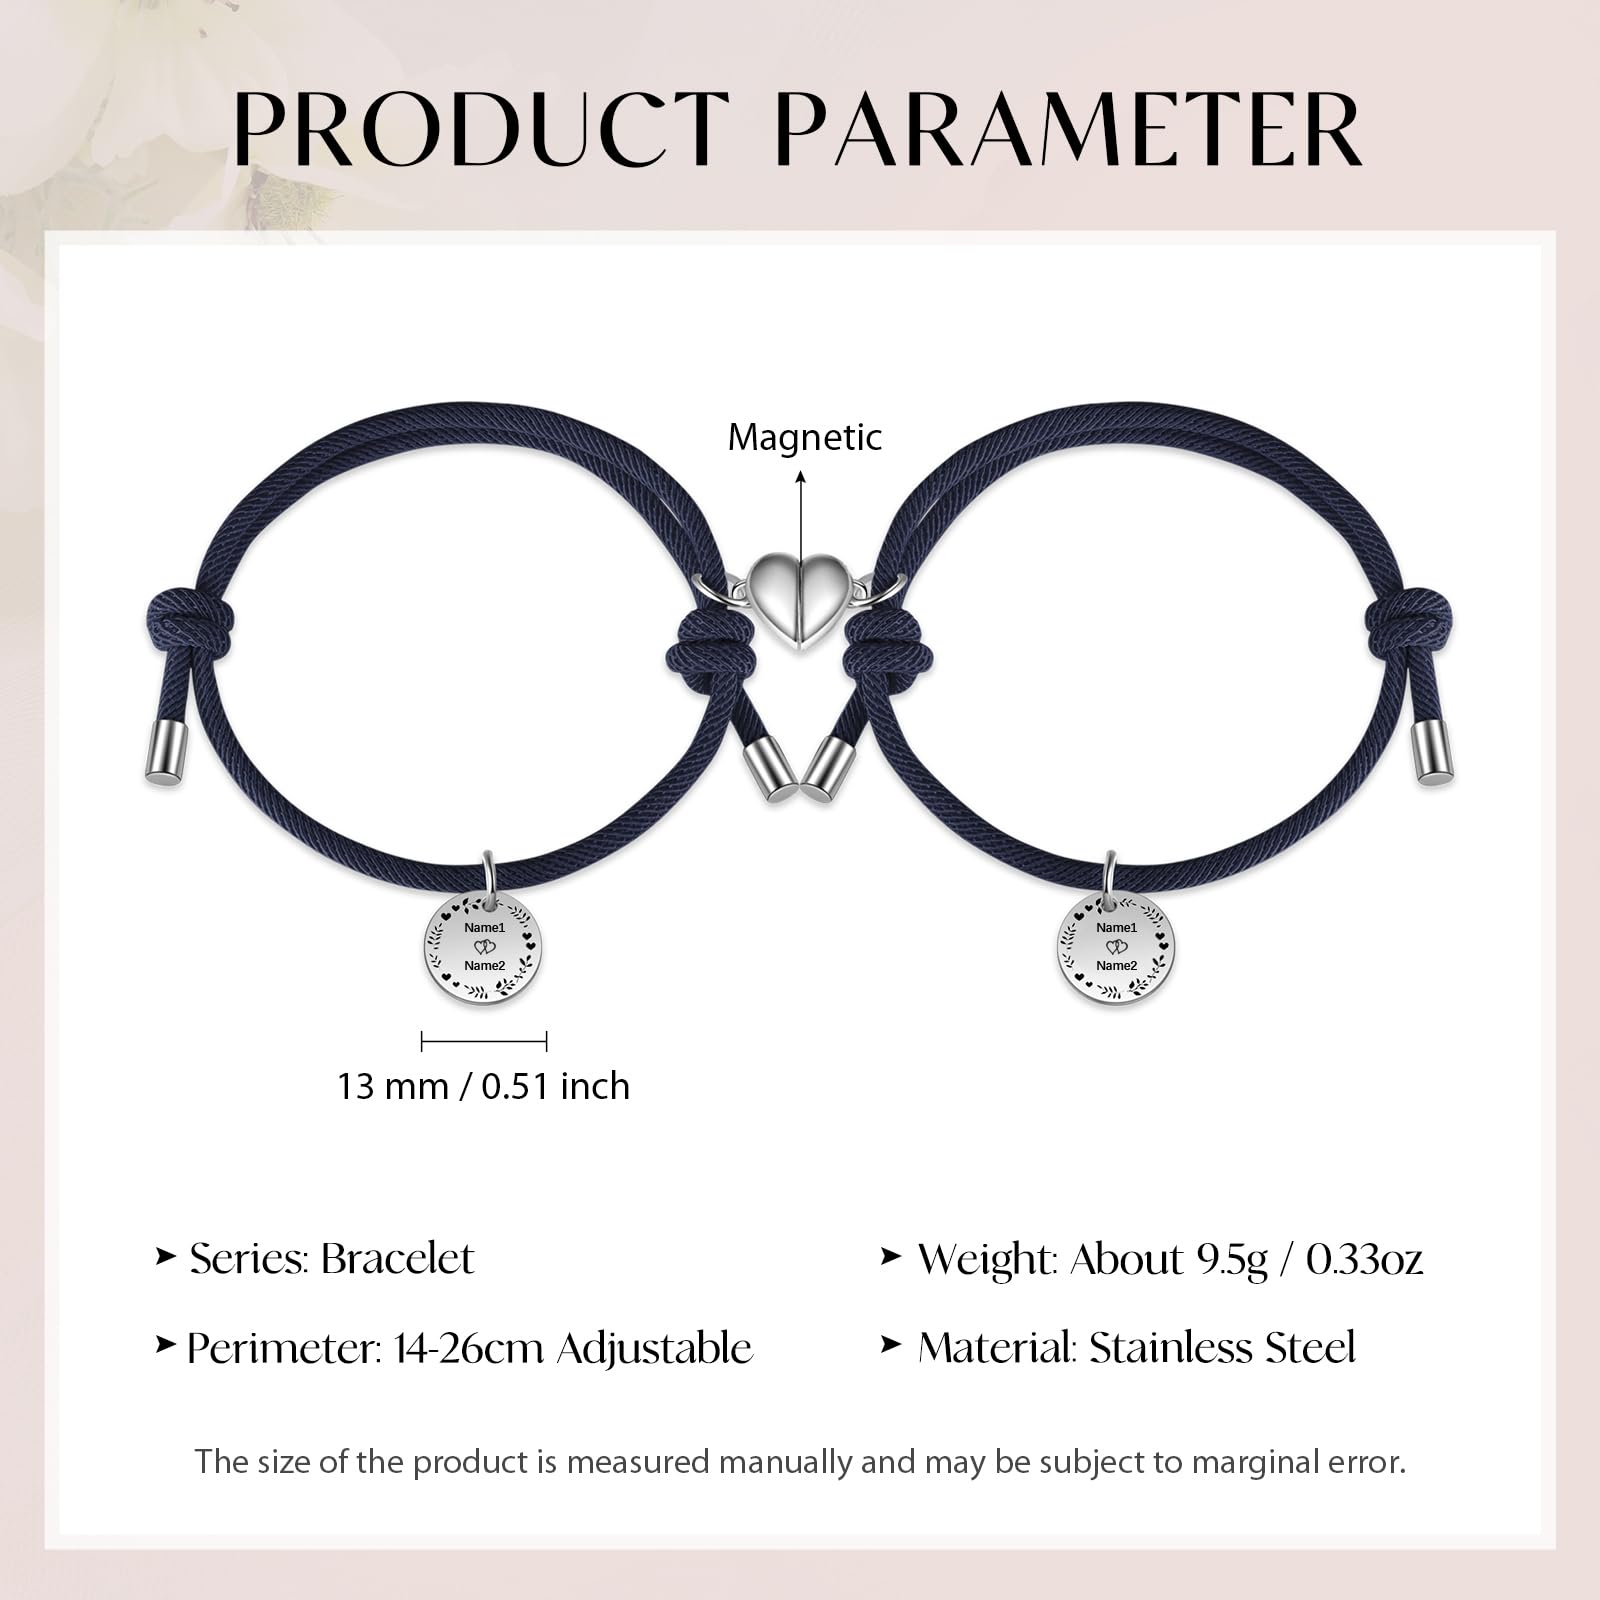 PRODUCT PARAMETER
Magnetic
Name1
Name2
Name1
Name2
13 mm / 0.51 inch
➤ Series: Bracelet
➤ Weight: About 9.5g / 0.33oz
➤ Perimeter: 14-26cm Adjustable
➤ Material: Stainless Steel
The size of the product is measured manually and may be subject to marginal error.